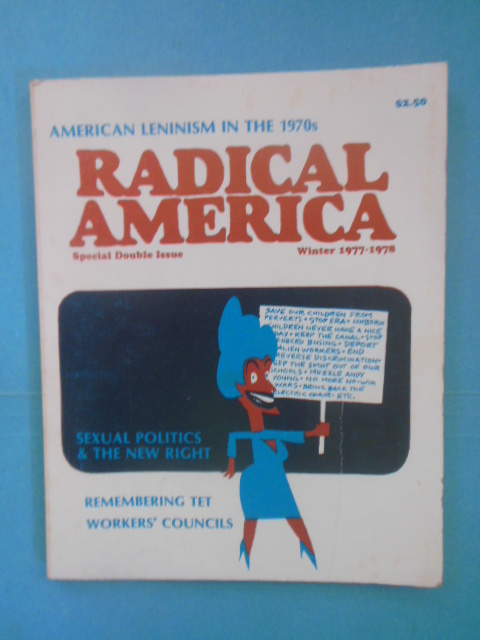 $2.50
AMERICAN LENINISM IN THE 1970s
RADICAL
AMERICA
Special Double Issue
Winter 1977-1978
SAVE OUR CHILDREN FROM
PERVERTS • STOP ERA • UNBORN
CHILDREN NEVER HAVE A NICE
DAY • KEEP THE CANAL • STOP
FORCED BUSING • DEPORT
ALIEN WORKERS • END
REVERSE DISCRIMINATION •
KEEP THE SMUT OUT OF OUR
SCHOOLS • MUZZLE ANDY
YOUNG • NO MORE NO-WIN
WARS • BRING BACK THE
ELECTRIC CHAIR • ETC.
SEXUAL POLITICS
& THE NEW RIGHT
REMEMBERING TET
WORKERS' COUNCILS